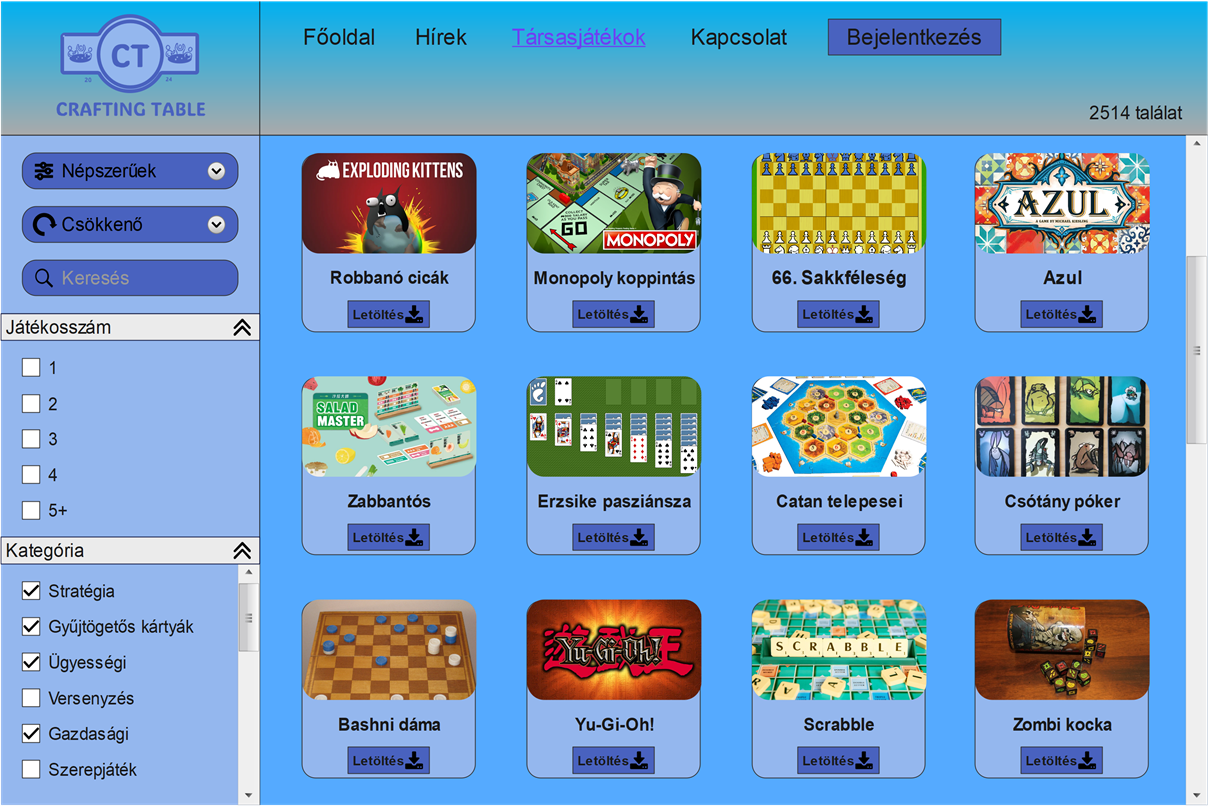 CT
20 24
CRAFTING TABLE
Főoldal Hírek Társasjátékok Kapcsolat Bejelentkezés
2514 találat
Népszerűek
Csökkenő
Keresés
Játékosszám
1
2
3
4
5+
Kategória
Stratégia
Gyűjtögetős kártyák
Ügyességi
Versenyzés
Gazdasági
Szerepjáték
EXPLODING KITTENS
Robbanó cicák
Letöltés
GO
MONOPOLY
Monopoly koppintás
Letöltés
66. Sakkféleség
Letöltés
AZUL
A GAME BY MICHAEL KIESLING
Azul
Letöltés
SALAD
MASTER
Zabbantós
Letöltés
Erzsike pasziánsza
Letöltés
Catan telepesei
Letöltés
Csótány póker
Letöltés
Bashni dáma
Letöltés
遊戯王
Yu-Gi-Oh!
Yu-Gi-Oh!
Letöltés
SCRABBLE
Scrabble
Letöltés
Zombi kocka
Letöltés